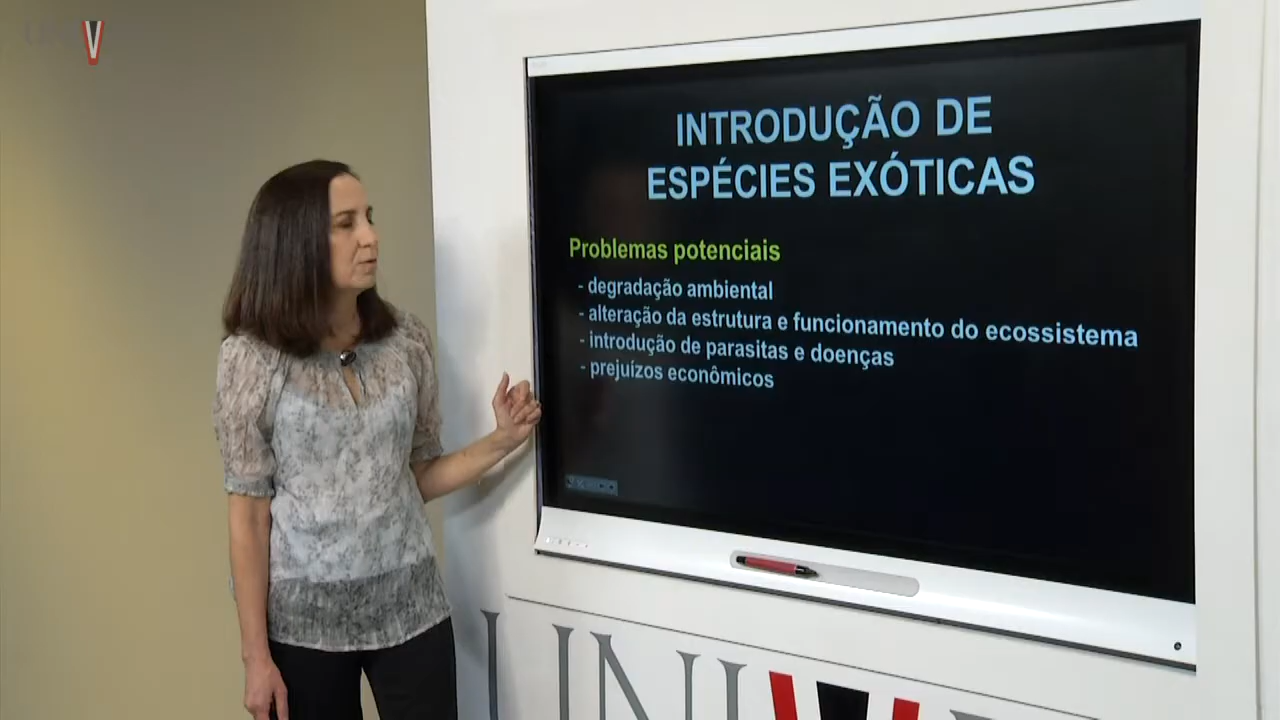 INTRODUÇÃO DE
ESPÉCIES EXÓTICAS
Problemas potenciais
- degradação ambiental
- alteração da estrutura e funcionamento do ecossistema
- introdução de parasitas e doenças
- prejuízos econômicos